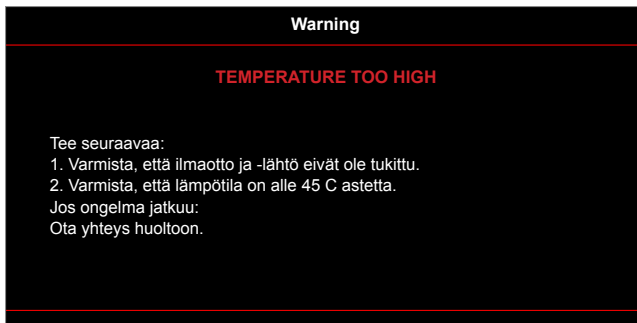 Warning
TEMPERATURE TOO HIGH
Tee seuraavaa:
1. Varmista, että ilmaotto ja -lähtö eivät ole tukittu.
2. Varmista, että lämpötila on alle 45 C astetta.
Jos ongelma jatkuu:
Ota yhteys huoltoon.